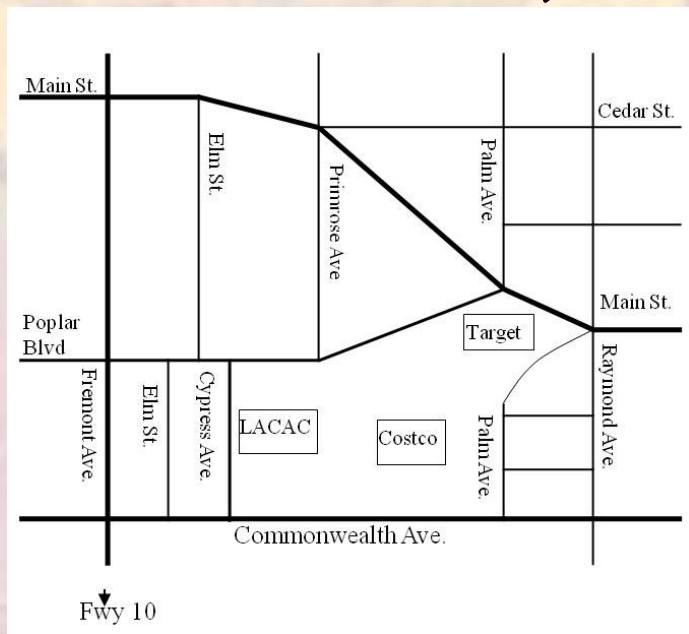 Main St.
Cedar St.
Elm St.
Primrose Ave
Palm Ave.
Main St.
Poplar
Blvd
Target
Fremont Ave.
Elm St.
Cypress Ave.
LACAC
Costco
Palm Ave.
Raymond Ave.
Commonwealth Ave.
Fwy 10